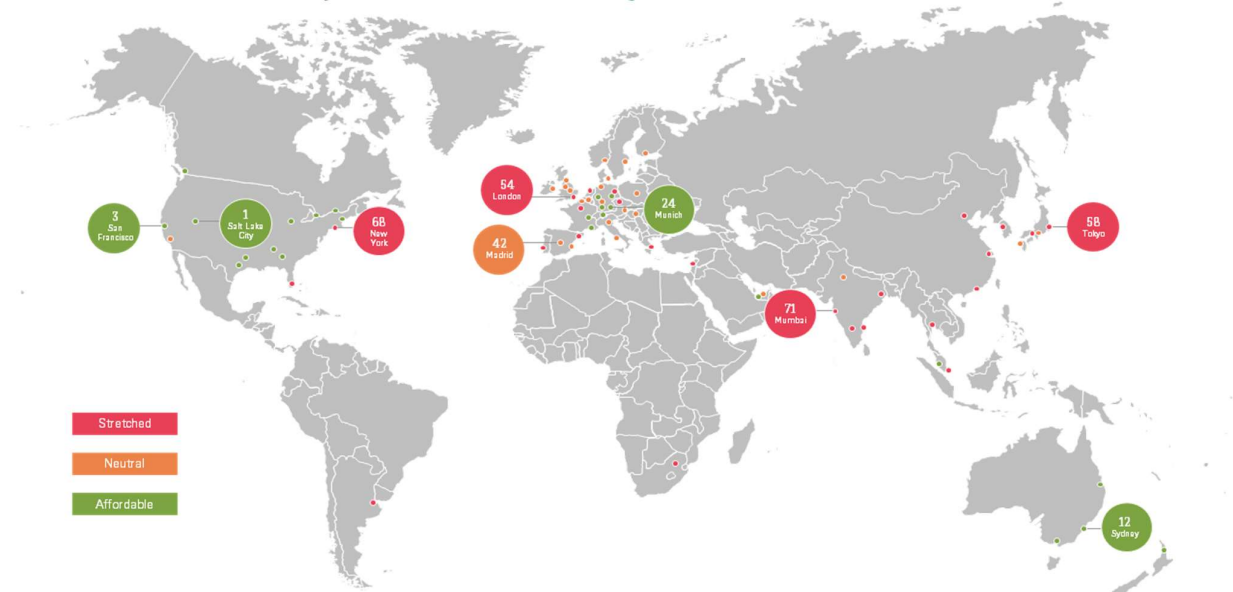 54
London
24
Munich
3
San
Francisco
1
Salt Lake
City
68
New
York
42
Madrid
58
Tokyo
71
Mumbai
Stretched
Neutral
Affordable
12
Sydney